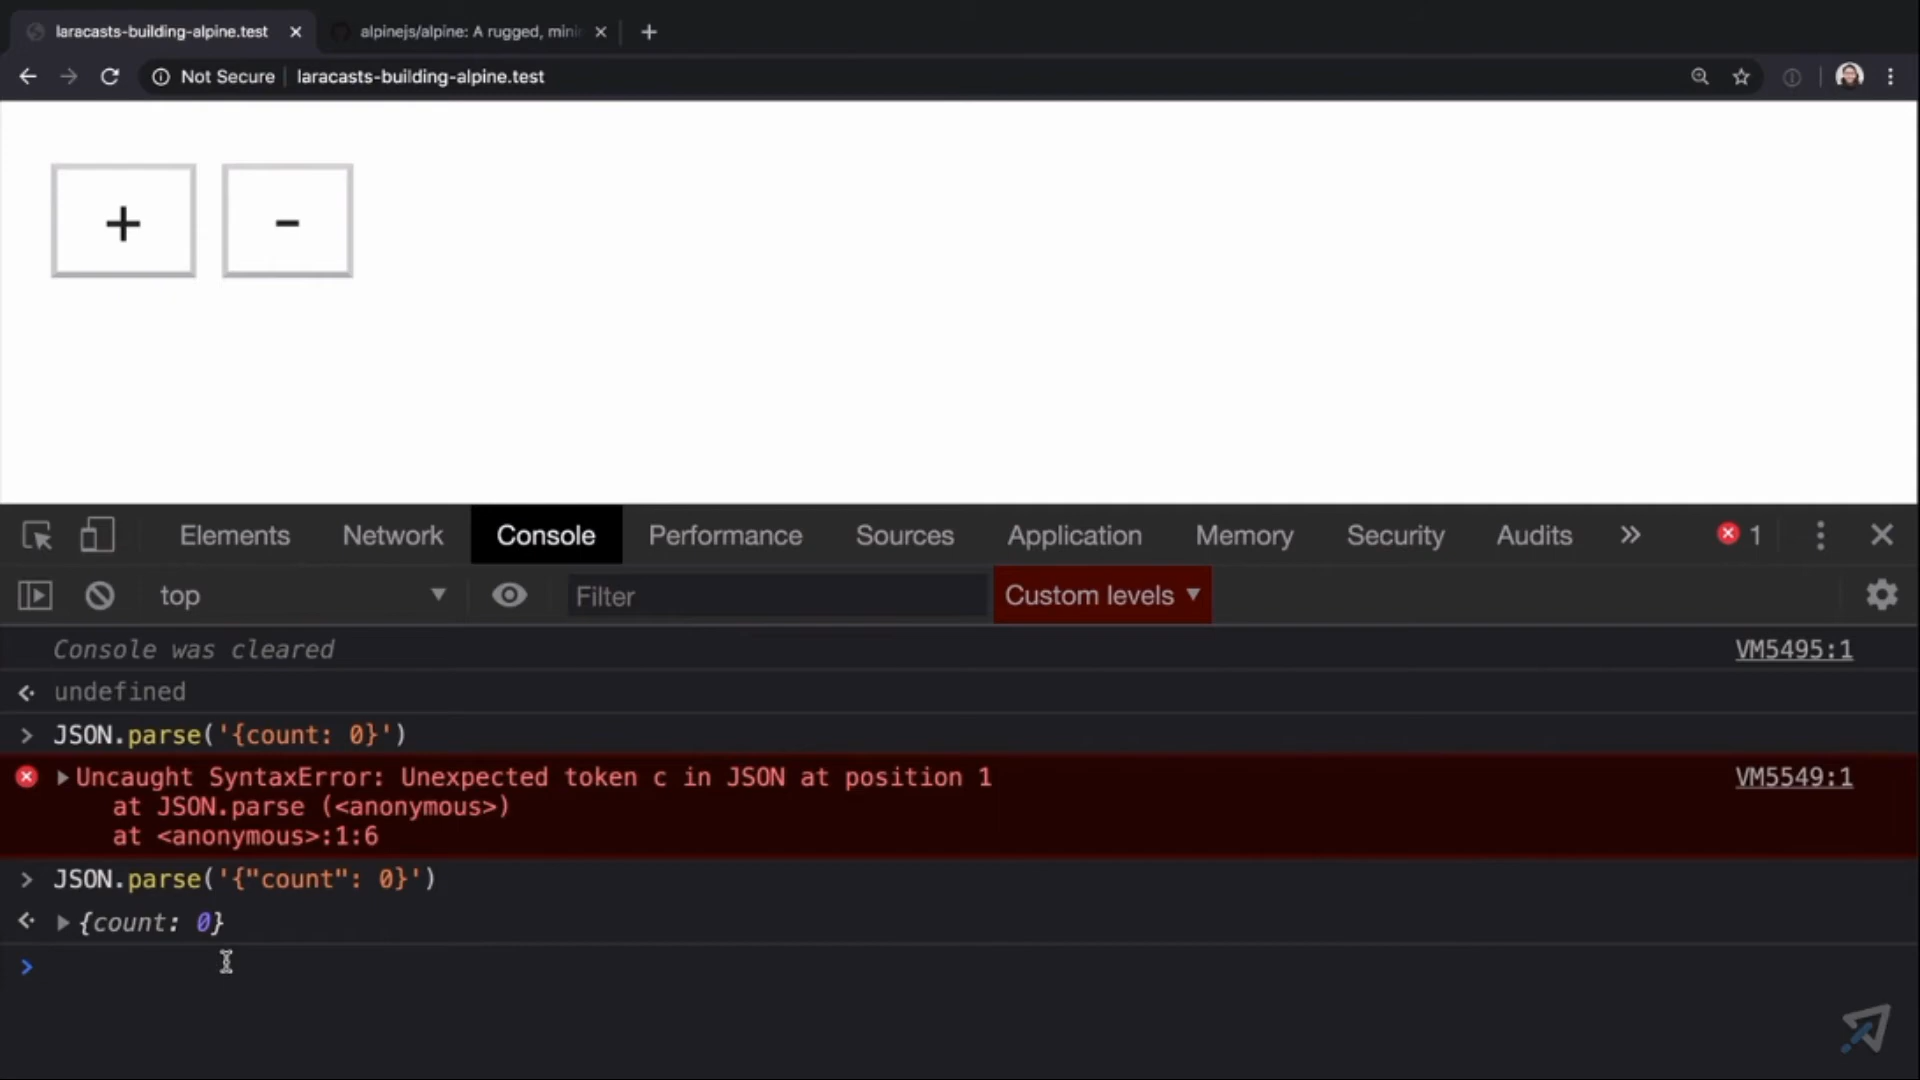 laracasts-building-alpine.test
alpinejs/alpine: A rugged, mini
Not Secure
laracasts-building-alpine.test
+
-
Elements
Network
Console
Performance
Sources
Application
Memory
Security
Audits
1
top
Filter
Custom levels
Console was cleared
VM5495:1
undefined
JSON.parse('{count: 0}')
Uncaught SyntaxError: Unexpected token c in JSON at position 1
VM5549:1
at JSON.parse (<anonymous>)
at <anonymous>:1:6
JSON.parse('{"count": 0}')
{count: 0}